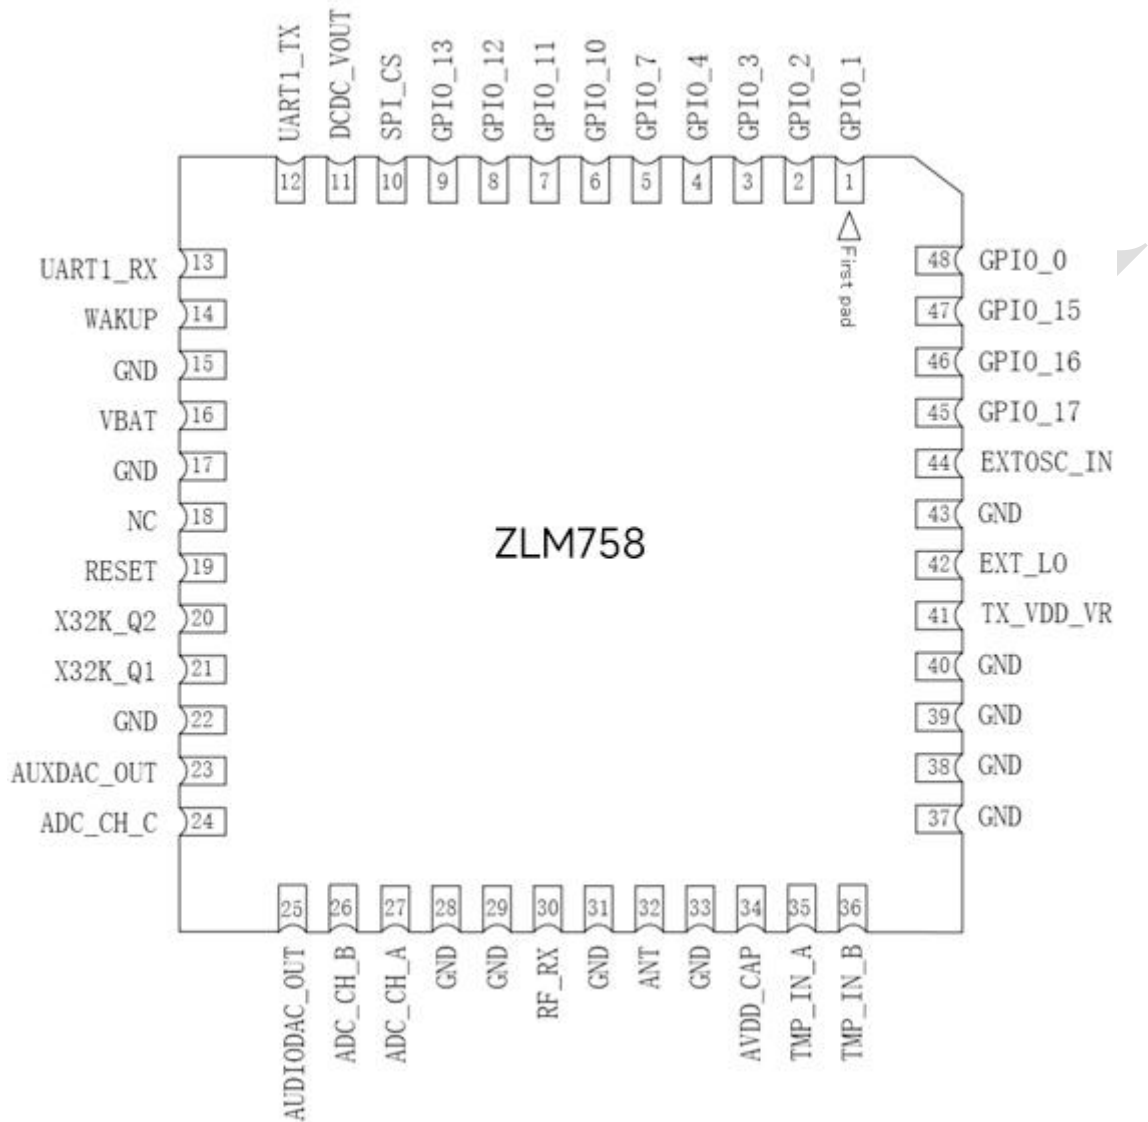 UART1_TX
DCDC_VOUT
SPI_CS
GPIO_13
GPIO_12
GPIO_11
GPIO_10
GPIO_7
GPIO_4
GPIO_3
GPIO_2
GPIO_1
12
11
10
9
8
7
6
5
4
3
2
1
First pad
UART1_RX 13
WAKUP 14
GND 15
VBAT 16
GND 17
NC 18
RESET 19
X32K_Q2 20
X32K_Q1 21
GND 22
AUXDAC_OUT 23
ADC_CH_C 24
ZLM758
48 GPIO_0
47 GPIO_15
46 GPIO_16
45 GPIO_17
44 EXTOSC_IN
43 GND
42 EXT_LO
41 TX_VDD_VR
40 GND
39 GND
38 GND
37 GND
25
26
27
28
29
30
31
32
33
34
35
36
AUDIODAC_OUT
ADC_CH_B
ADC_CH_A
GND
GND
RF_RX
GND
ANT
GND
AVDD_CAP
TMP_IN_A
TMP_IN_B